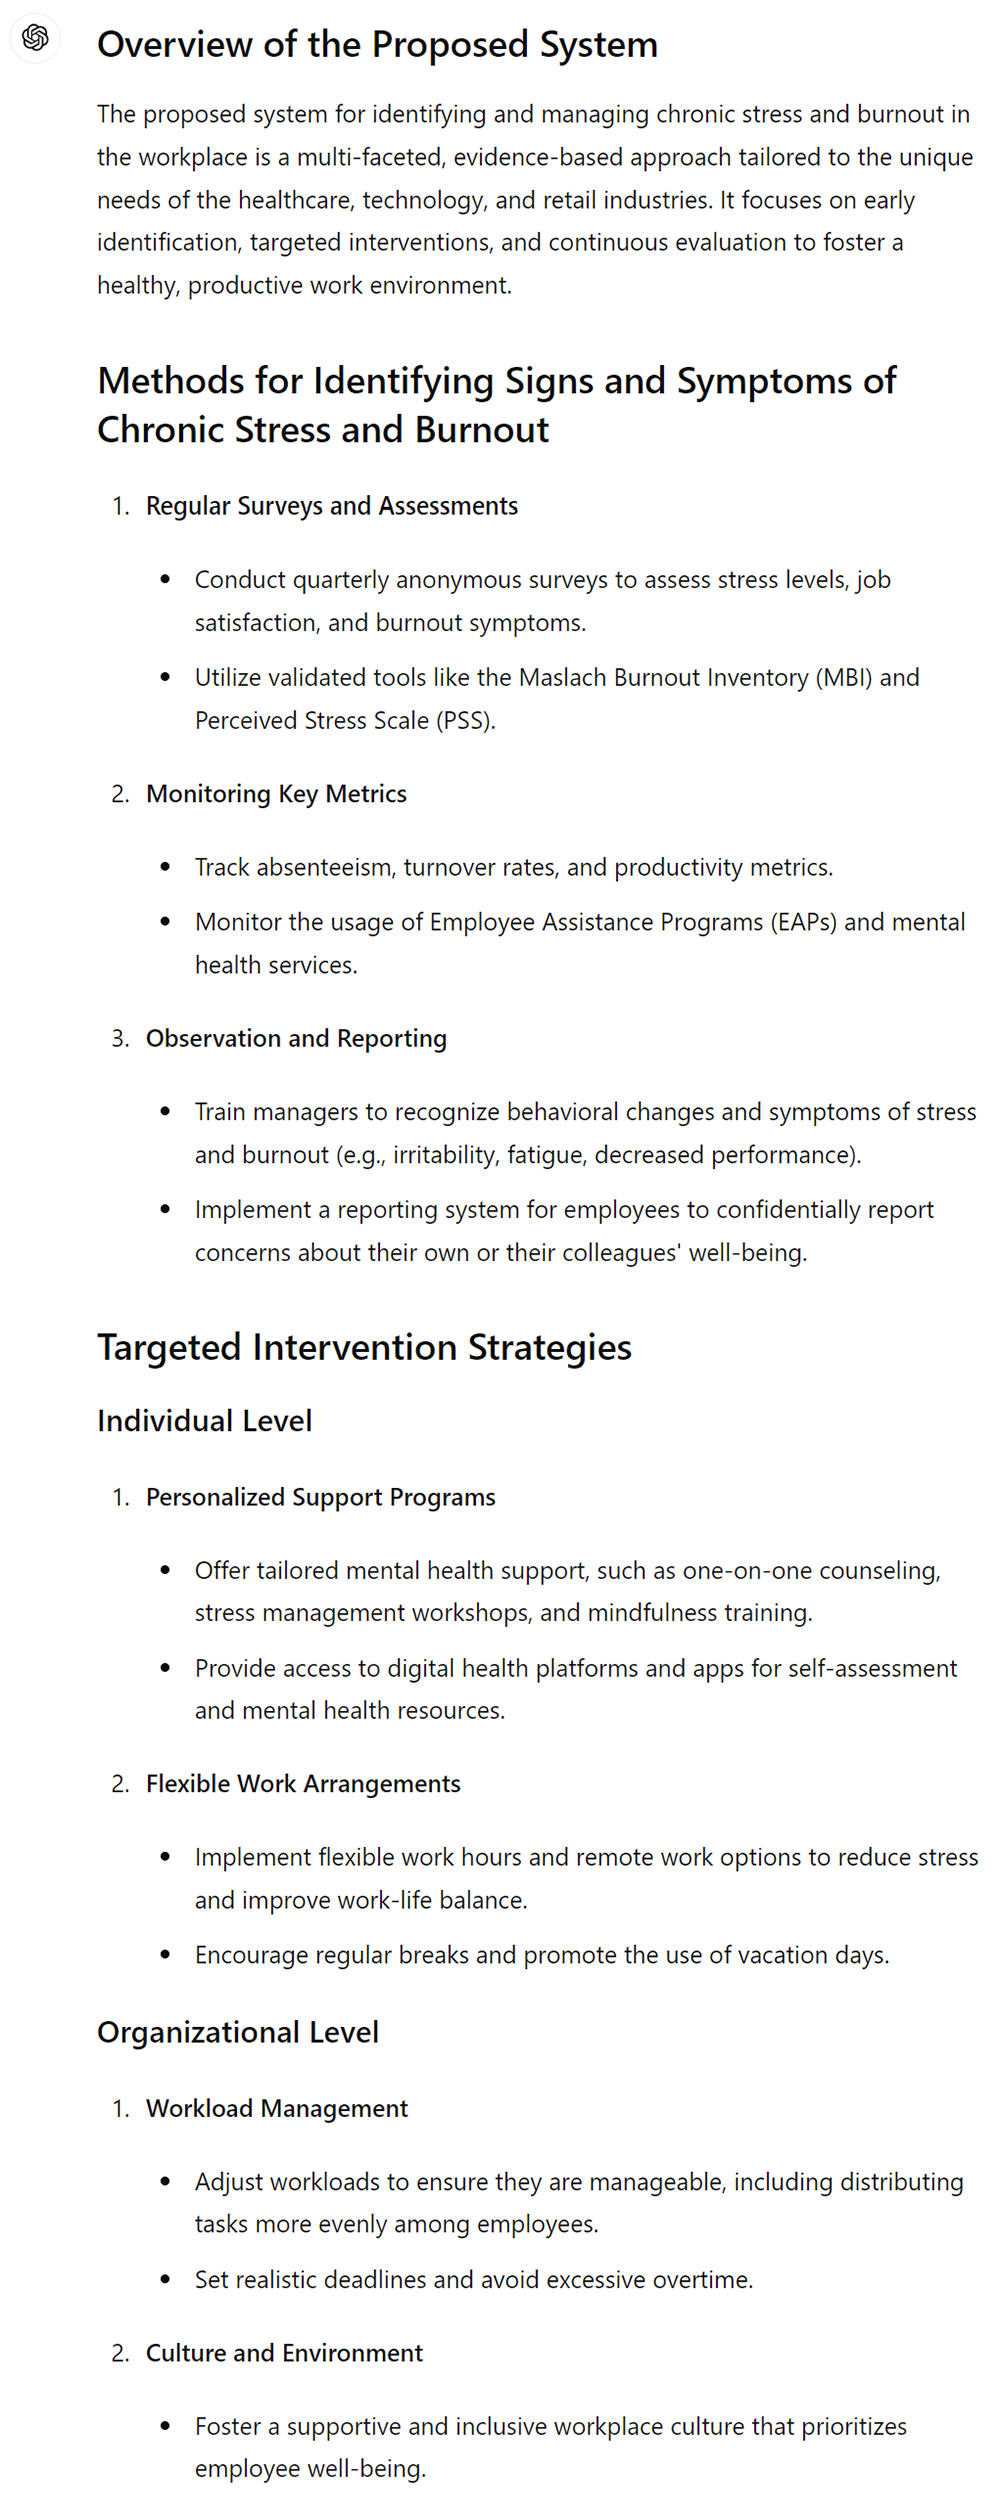 Overview of the Proposed System
The proposed system for identifying and managing chronic stress and burnout in
the workplace is a multi-faceted, evidence-based approach tailored to the unique
needs of the healthcare, technology, and retail industries. It focuses on early
identification, targeted interventions, and continuous evaluation to foster a
healthy, productive work environment.
Methods for Identifying Signs and Symptoms of
Chronic Stress and Burnout
1. Regular Surveys and Assessments
• Conduct quarterly anonymous surveys to assess stress levels, job
satisfaction, and burnout symptoms.
• Utilize validated tools like the Maslach Burnout Inventory (MBI) and
Perceived Stress Scale (PSS).
2. Monitoring Key Metrics
• Track absenteeism, turnover rates, and productivity metrics.
• Monitor the usage of Employee Assistance Programs (EAPs) and mental
health services.
3. Observation and Reporting
• Train managers to recognize behavioral changes and symptoms of stress
and burnout (e.g., irritability, fatigue, decreased performance).
• Implement a reporting system for employees to confidentially report
concerns about their own or their colleagues' well-being.
Targeted Intervention Strategies
Individual Level
1. Personalized Support Programs
• Offer tailored mental health support, such as one-on-one counseling,
stress management workshops, and mindfulness training.
• Provide access to digital health platforms and apps for self-assessment
and mental health resources.
2. Flexible Work Arrangements
• Implement flexible work hours and remote work options to reduce stress
and improve work-life balance.
• Encourage regular breaks and promote the use of vacation days.
Organizational Level
1. Workload Management
• Adjust workloads to ensure they are manageable, including distributing
tasks more evenly among employees.
• Set realistic deadlines and avoid excessive overtime.
2. Culture and Environment
• Foster a supportive and inclusive workplace culture that prioritizes
employee well-being.